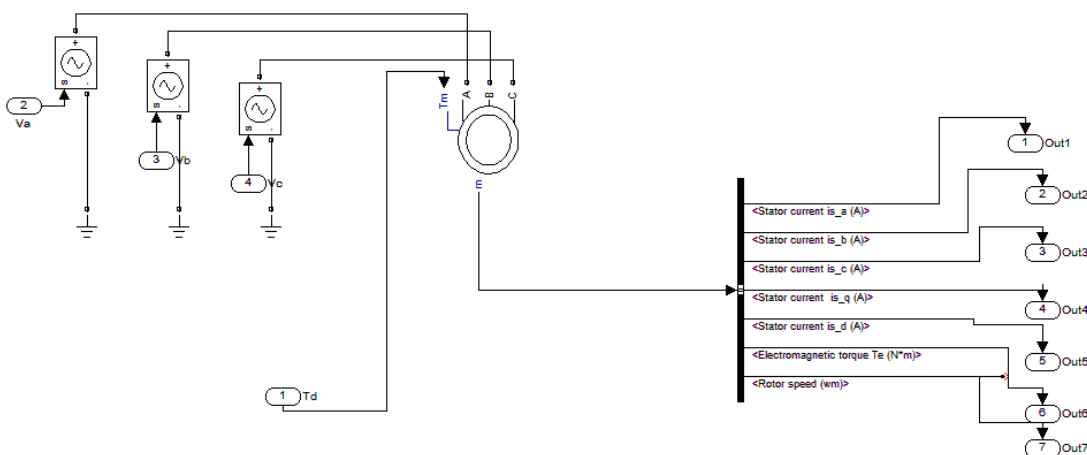 +
s
-
2
Va
+
s
-
3
Vb
+
s
-
4
Vc
Tm
A
B
C
m
1
Td
<Stator current is_a (A)>
<Stator current is_b (A)>
<Stator current is_c (A)>
<Stator current is_q (A)>
<Stator current is_d (A)>
<Electromagnetic torque Te (N*m)>
<Rotor speed (wm)>
1
Out1
2
Out2
3
Out3
4
Out4
5
Out5
6
Out6
7
Out7